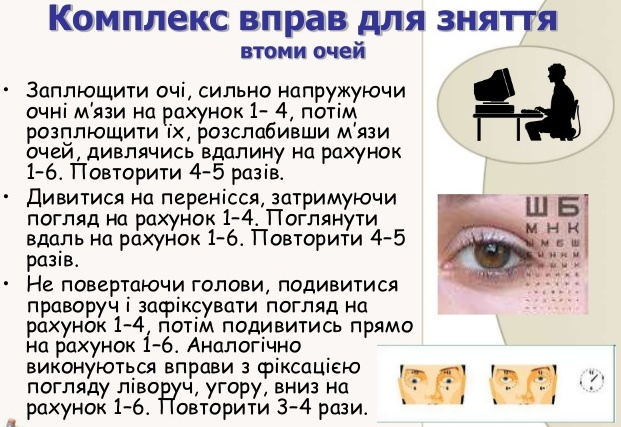 Комплекс вправ для зняття
втоми очей
• Заплющити очі, сильно напружуючи
очні м’язи на рахунок 1– 4, потім
розплющити їх, розслабивши м’язи
очей, дивлячись вдалину на рахунок
1–6. Повторити 4–5 разів.
• Дивитися на перенісся, затримуючи
погляд на рахунок 1–4. Поглянути
вдаль на рахунок 1–6. Повторити 4–5
разів.
• Не повертаючи голови, подивитися
праворуч і зафіксувати погляд на
рахунок 1–4, потім подивитись прямо
на рахунок 1–6. Аналогічно
виконуються вправи з фіксацією
погляду ліворуч, угору, вниз на
рахунок 1–6. Повторити 3–4 рази.
Ш Б
М Н К
Ы М Б Ш